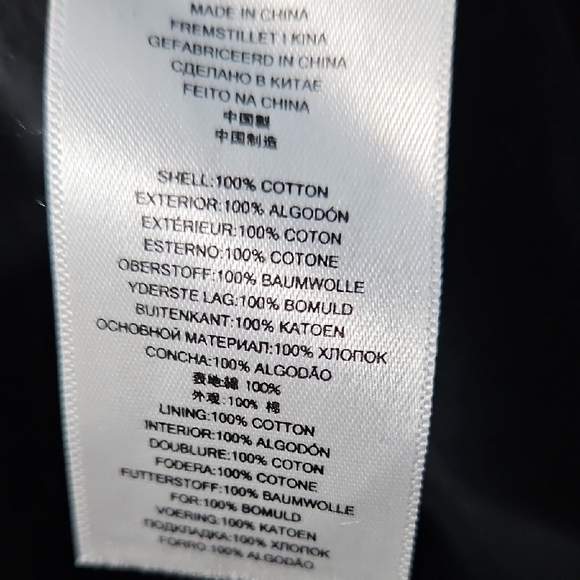 MADE IN CHINA
FREMSTILLET I KINA
GEFABRICEERD IN CHINA
СДЕЛАНО В КИТАЕ
FEITO NA CHINA
中国製
中国制造
SHELL:100% COTTON
EXTERIOR:100% ALGODÓN
EXTÉRIEUR:100% COTON
ESTERNO:100% COTONE
OBERSTOFF:100% BAUMWOLLE
YDERSTE LAG:100% BOMULD
BUITENKANT:100% KATOEN
ОСНОВНОЙ МАТЕРИАЛ:100% ХЛОПОК
CONCHA:100% ALGODÃO
表地:綿 100%
外观:100% 棉
LINING:100% COTTON
INTERIOR:100% ALGODÓN
DOUBLURE:100% COTON
FODERA:100% COTONE
FUTTERSTOFF:100% BAUMWOLLE
FOR:100% BOMULD
VOERING:100% KATOEN
ПОДКЛАДКА:100% ХЛОПОК
FORRO:100% ALGODÃO